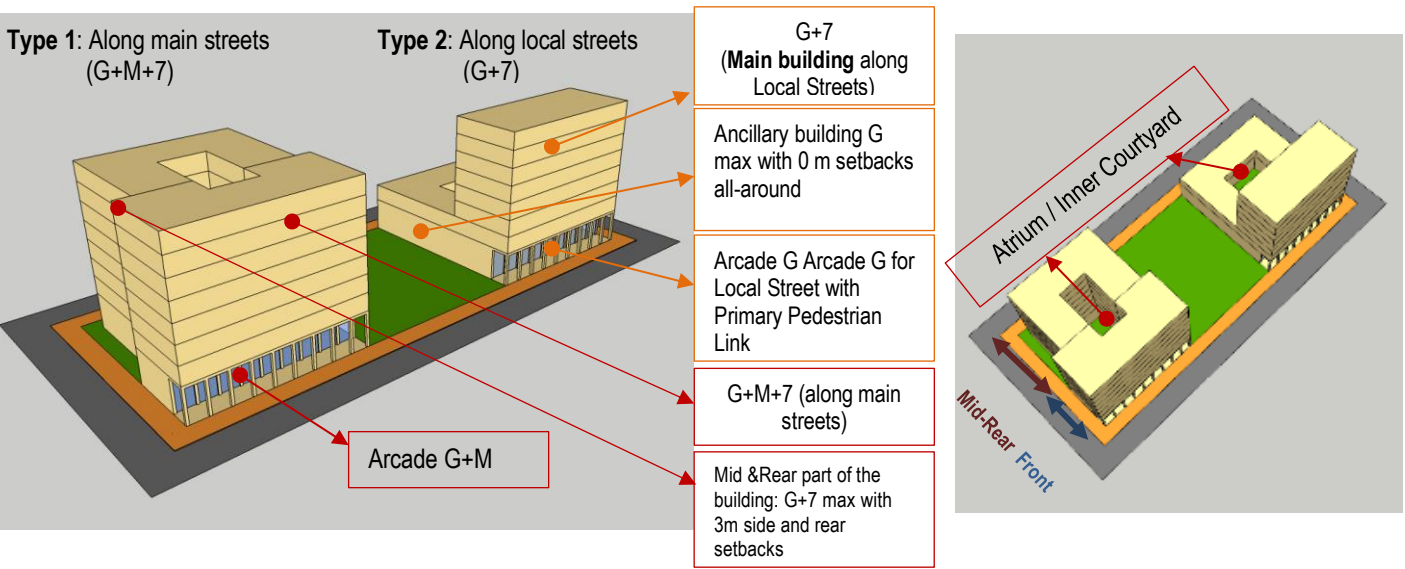 Type 1: Along main streets
(G+M+7)
Type 2: Along local streets
(G+7)
G+7
(Main building along
Local Streets)
Ancillary building G
max with 0 m setbacks
all-around
Arcade G Arcade G for
Local Street with
Primary Pedestrian
Link
G+M+7 (along main
streets)
Mid &Rear part of the
building: G+7 max with
3m side and rear
setbacks
Arcade G+M
Atrium / Inner Courtyard
Mid-Rear
Front